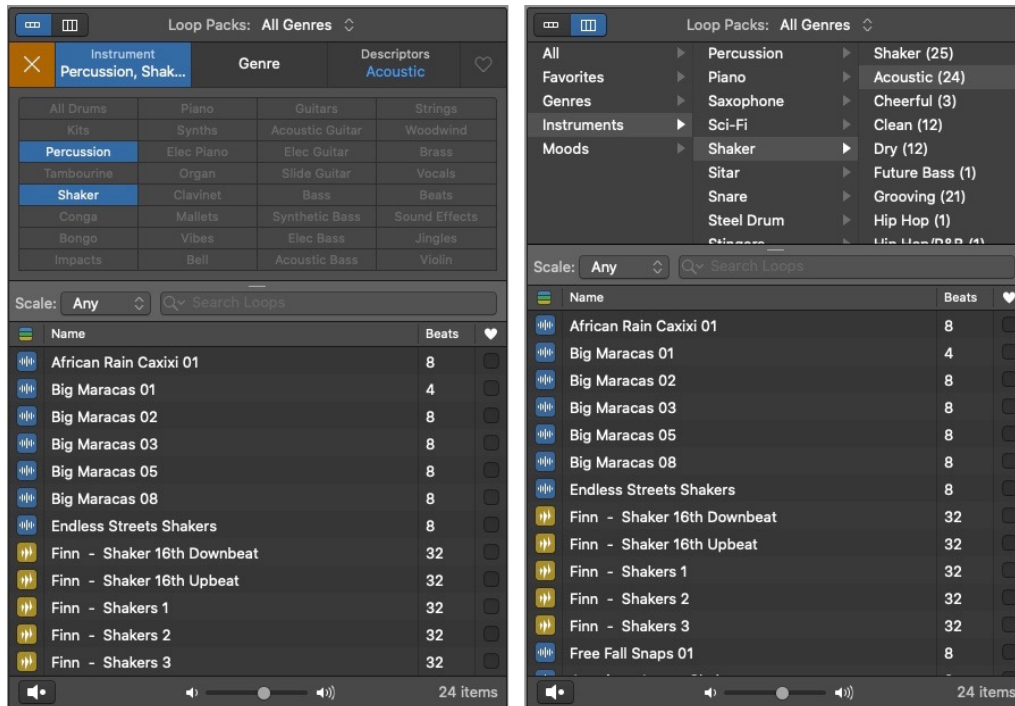 Loop Packs: All Genres
Instrument
Percussion, Shak...
Genre
Descriptors
Acoustic
All Drums Piano Guitars Strings
Kits Synths Acoustic Guitar Woodwind
Percussion Elec Piano Elec Guitar Brass
Tambourine Organ Slide Guitar Vocals
Shaker Clavinet Bass Beats
Conga Mallets Synthetic Bass Sound Effects
Bongo Vibes Elec Bass Jingles
Impacts Bell Acoustic Bass Violin
Scale: Any Search Loops
Name Beats
African Rain Caxixi 01 8
Big Maracas 01 4
Big Maracas 02 8
Big Maracas 03 8
Big Maracas 05 8
Big Maracas 08 8
Endless Streets Shakers 8
Finn - Shaker 16th Downbeat 32
Finn - Shaker 16th Upbeat 32
Finn - Shakers 1 32
Finn - Shakers 2 32
Finn - Shakers 3 32
24 items
Loop Packs: All Genres
All Percussion Shaker (25)
Favorites Piano Acoustic (24)
Genres Saxophone Cheerful (3)
Instruments Sci-Fi Clean (12)
Moods Shaker Dry (12)
Sitar Future Bass (1)
Snare Grooving (21)
Steel Drum Hip Hop (1)
Stingers Hip Hop/R&B (1)
Scale: Any Search Loops
Name Beats
African Rain Caxixi 01 8
Big Maracas 01 4
Big Maracas 02 8
Big Maracas 03 8
Big Maracas 05 8
Big Maracas 08 8
Endless Streets Shakers 8
Finn - Shaker 16th Downbeat 32
Finn - Shaker 16th Upbeat 32
Finn - Shakers 1 32
Finn - Shakers 2 32
Finn - Shakers 3 32
Free Fall Snaps 01 8
24 items